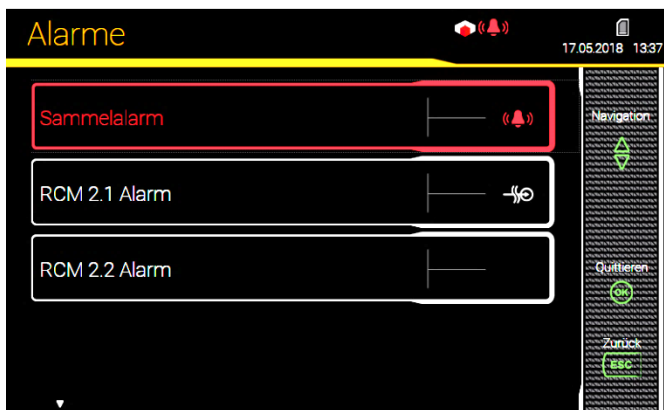 Alarme
17.05.2018 13:37
Sammelalarm
Navigation
RCM 2.1 Alarm
RCM 2.2 Alarm
Quittieren
OK
Zurück
ESC